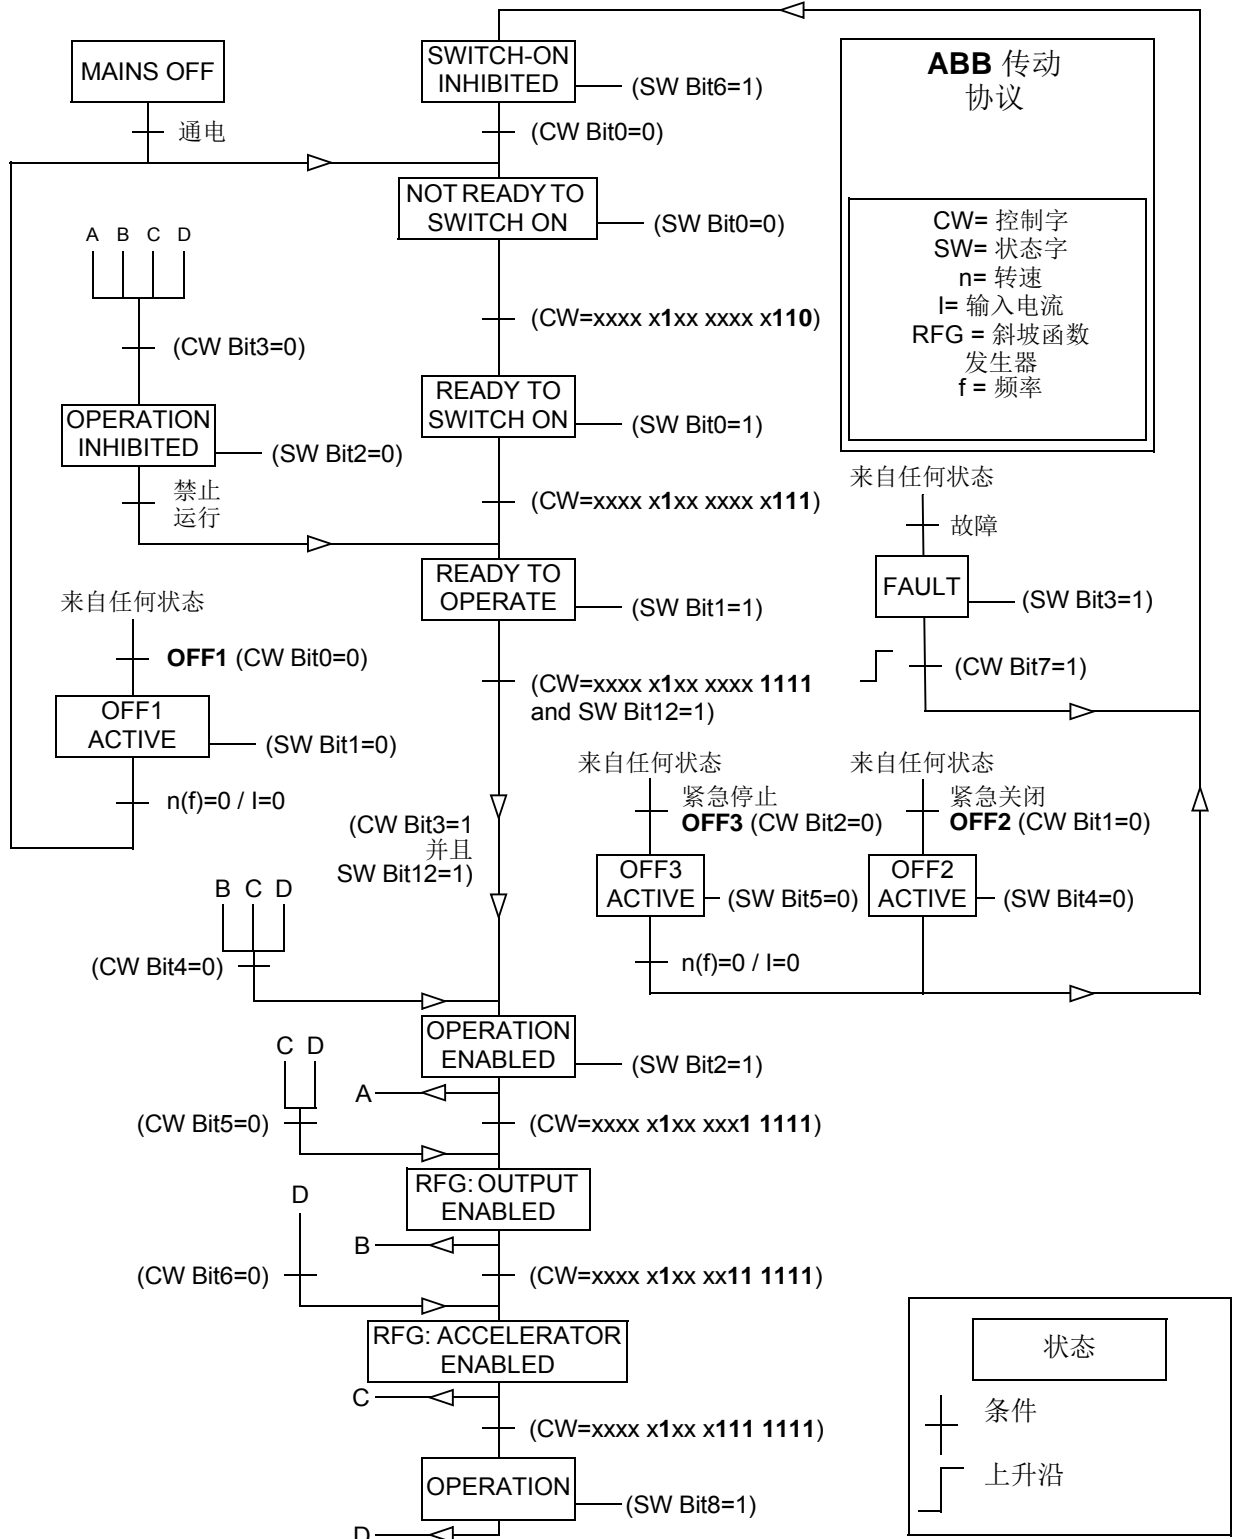 MAINS OFF
通电
SWITCH-ON
INHIBITED
(SW Bit6=1)
(CW Bit0=0)
ABB 传动
协议
CW= 控制字
SW= 状态字
n= 转速
I= 输入电流
RFG = 斜坡函数
发生器
f = 频率
NOT READY TO
SWITCH ON
(SW Bit0=0)
A B C D
(CW Bit3=0)
(CW=xxxx x1xx xxxx x110)
OPERATION
INHIBITED
(SW Bit2=0)
禁止
运行
READY TO
SWITCH ON
(SW Bit0=1)
(CW=xxxx x1xx xxxx x111)
来自任何状态
故障
FAULT
(SW Bit3=1)
(CW Bit7=1)
READY TO
OPERATE
(SW Bit1=1)
来自任何状态
OFF1 (CW Bit0=0)
OFF1
ACTIVE
(SW Bit1=0)
n(f)=0 / I=0
(CW=xxxx x1xx xxxx 1111
and SW Bit12=1)
(CW Bit3=1
并且
SW Bit12=1)
来自任何状态
紧急停止
OFF3 (CW Bit2=0)
OFF3
ACTIVE
(SW Bit5=0)
n(f)=0 / I=0
来自任何状态
紧急关闭
OFF2 (CW Bit1=0)
OFF2
ACTIVE
(SW Bit4=0)
B C D
(CW Bit4=0)
OPERATION
ENABLED
(SW Bit2=1)
A
C D
(CW Bit5=0)
(CW=xxxx x1xx xxx1 1111)
RFG: OUTPUT
ENABLED
D
B
(CW Bit6=0)
(CW=xxxx x1xx xx11 1111)
RFG: ACCELERATOR
ENABLED
C
(CW=xxxx x1xx x111 1111)
OPERATION
(SW Bit8=1)
D
状态
条件
上升沿